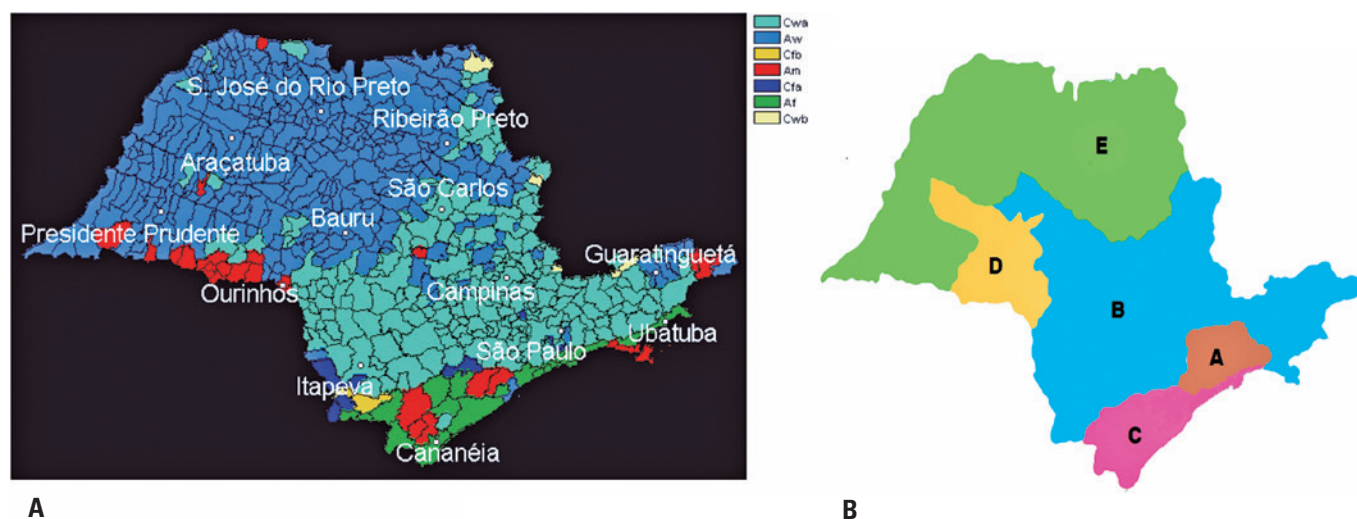 Cwa
Aw
Cfb
Am
Cfa
Af
Cwb
S. José do Rio Preto
Ribeirão Preto
Araçatuba
São Carlos
Bauru
Presidente Prudente
Guaratinguetá
Ourinhos
Campinas
Ubatuba
São Paulo
Itapeva
Cananéia
A
E
D
B
A
C
B